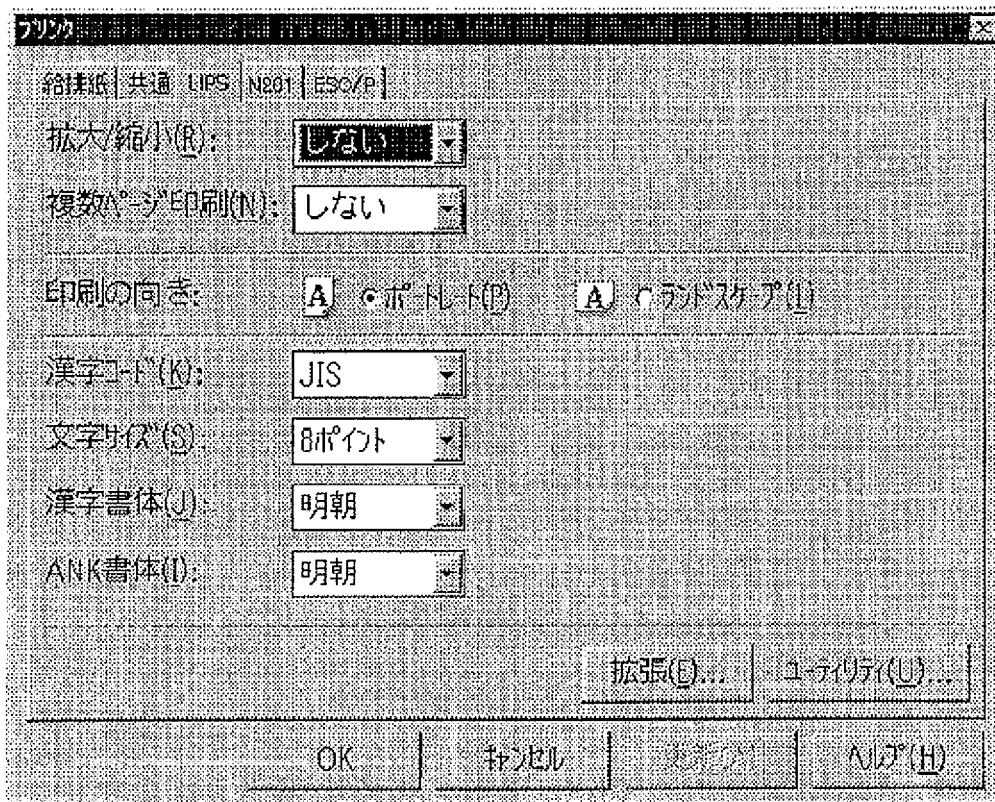 プリンタ
給排紙 共通 LIPS N201 ESC/P
拡大/縮小(R): しない
複数ページ印刷(N): しない
印刷の向き: A ポートレート(P) A ランドスケープ(L)
漢字コード(K): JIS
文字サイズ(S): 8ポイント
漢字書体(J): 明朝
ANK書体(I): 明朝
拡張(E)... ユーティリティ(U)...
OK キャンセル ヘルプ(H)